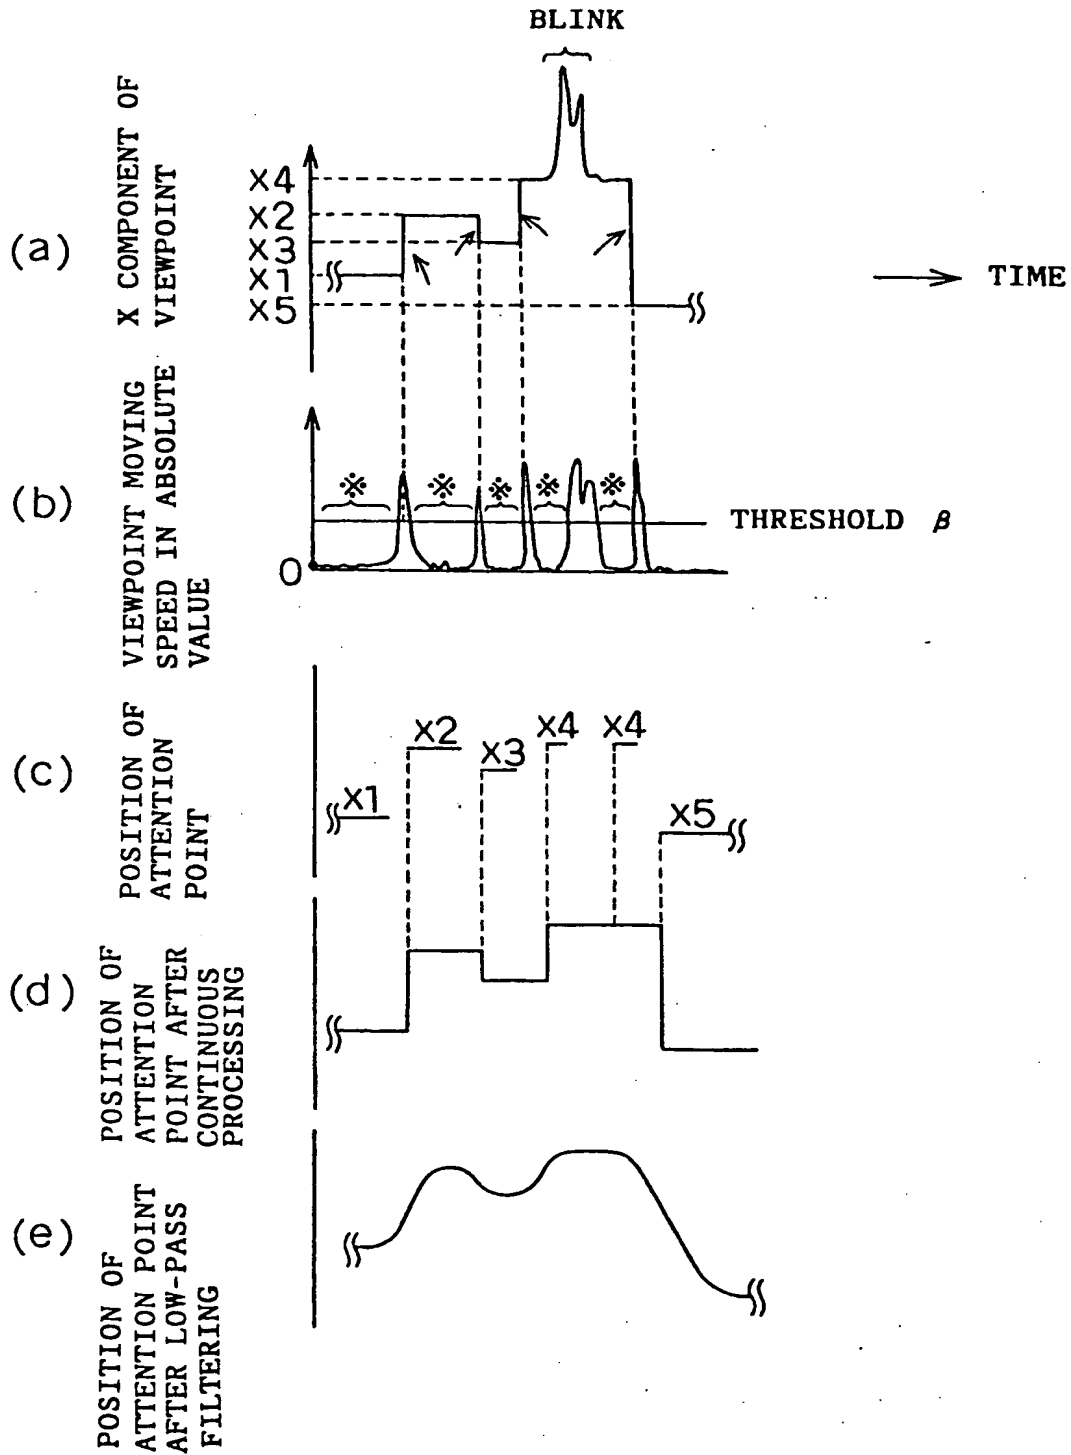 BLINK
(a)
X COMPONENT OF
VIEWPOINT
X4
X2
X3
X1
X5
TIME
(b)
VIEWPOINT MOVING
SPEED IN ABSOLUTE
VALUE
※ ※ ※ ※ ※
THRESHOLD β
0
(c)
POSITION OF
ATTENTION
POINT
X1
X2
X3
X4
X4
X5
(d)
POSITION OF
ATTENTION
POINT AFTER
CONTINUOUS
PROCESSING
(e)
POSITION OF
ATTENTION POINT
AFTER LOW-PASS
FILTERING